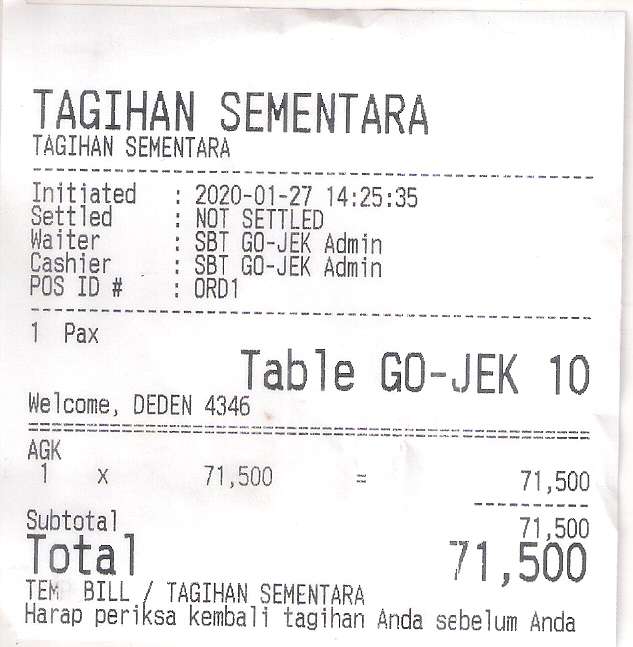 TAGIHAN SEMENTARA
TAGIHAN SEMENTARA
Initiated : 2020-01-27 14:25:35
Settled : NOT SETTLED
Waiter : SBT GO-JEK Admin
Cashier : SBT GO-JEK Admin
POS ID # : ORD1
1 Pax
Table GO-JEK 10
Welcome, DEDEN 4346
AGK
1 x 71,500 = 71,500
Subtotal 71,500
Total 71,500
TEM BILL / TAGIHAN SEMENTARA
Harap periksa kembali tagihan Anda sebelum Anda